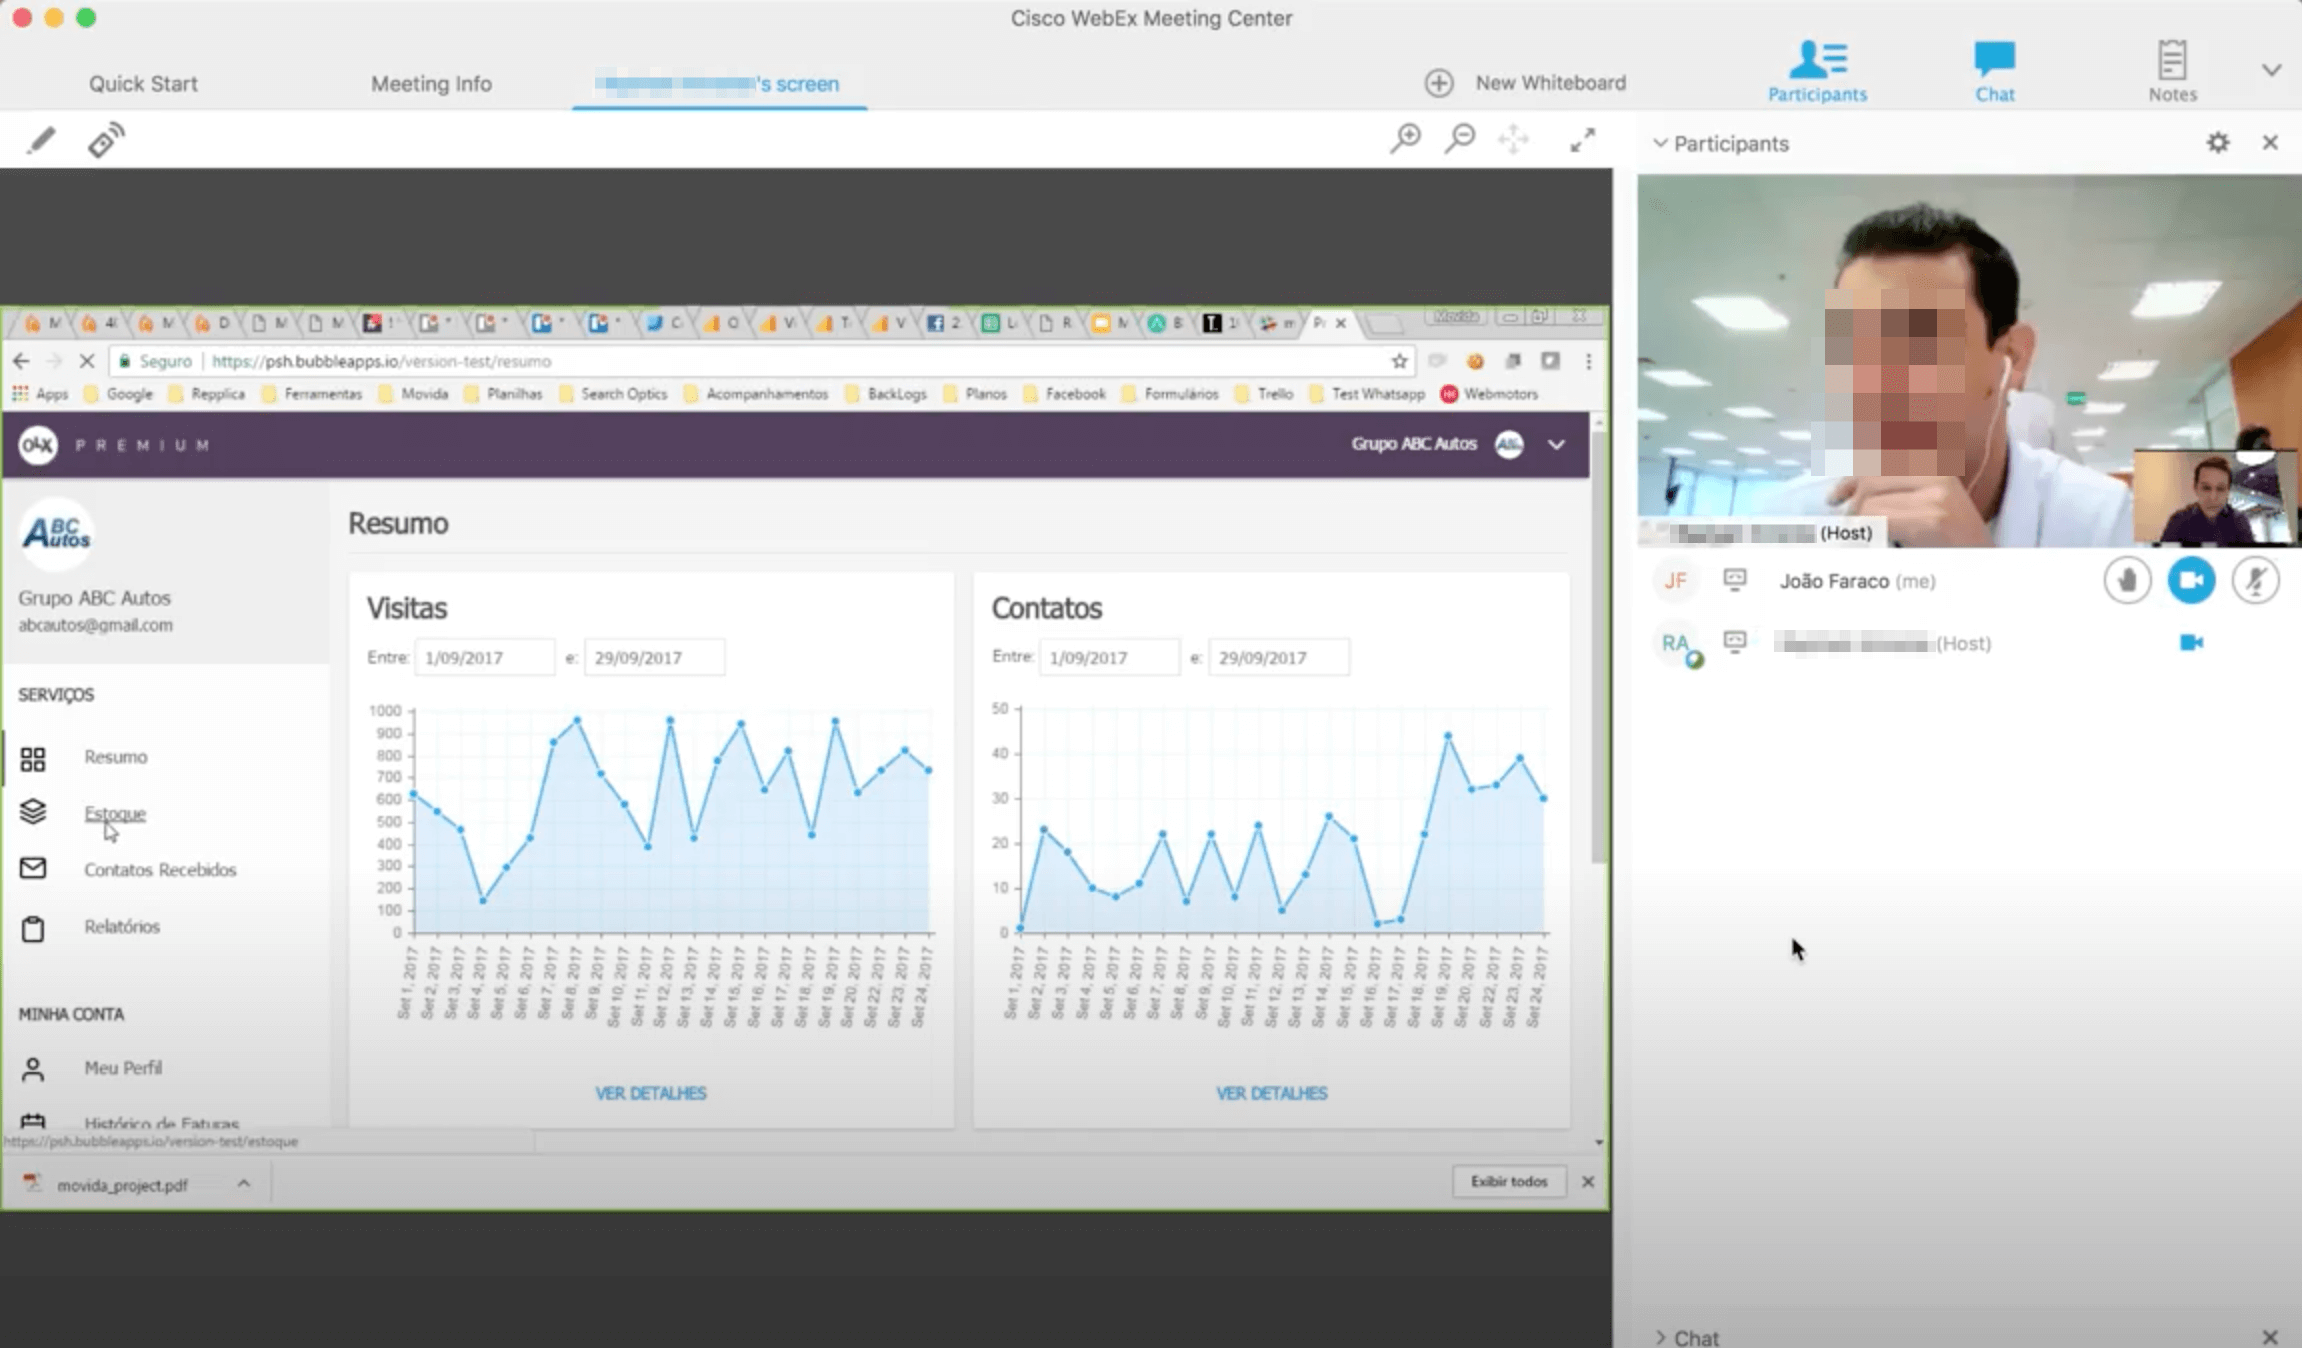 Cisco WebEx Meeting Center
Quick Start
Meeting Info
's screen
New Whiteboard
Participants
Chat
Notes
Participants
Movida
Seguro
https://psh.bubbleapps.io/version-test/resumo
Apps Google Repplica Ferramentas Movida Planilhas Search Optics Acompanhamentos BackLogs Planos Facebook Formulários Trello Test Whatsapp Webmotors
OLX PREMIUM
Grupo ABC Autos
ABC
Autos
Grupo ABC Autos
abcautos@gmail.com
SERVIÇOS
Resumo
Estoque
Contatos Recebidos
Relatórios
MINHA CONTA
Meu Perfil
Histórico de Faturas
https://psh.bubbleapps.io/version-test/estoque
Resumo
Visitas
Entre: 1/09/2017 e: 29/09/2017
1000
900
800
700
600
500
400
300
200
100
0
Set 1, 2017
Set 2, 2017
Set 3, 2017
Set 4, 2017
Set 5, 2017
Set 6, 2017
Set 7, 2017
Set 8, 2017
Set 9, 2017
Set 10, 2017
Set 11, 2017
Set 12, 2017
Set 13, 2017
Set 14, 2017
Set 15, 2017
Set 16, 2017
Set 17, 2017
Set 18, 2017
Set 19, 2017
Set 20, 2017
Set 22, 2017
Set 23, 2017
Set 24, 2017
VER DETALHES
Contatos
Entre: 1/09/2017 e: 29/09/2017
50
40
30
20
10
0
Set 1, 2017
Set 2, 2017
Set 3, 2017
Set 4, 2017
Set 5, 2017
Set 6, 2017
Set 7, 2017
Set 8, 2017
Set 9, 2017
Set 10, 2017
Set 11, 2017
Set 12, 2017
Set 13, 2017
Set 14, 2017
Set 15, 2017
Set 16, 2017
Set 17, 2017
Set 18, 2017
Set 19, 2017
Set 20, 2017
Set 22, 2017
Set 23, 2017
Set 24, 2017
VER DETALHES
movida_project.pdf
Exibir todos
(Host)
JF João Faraco (me)
RA (Host)
Chat